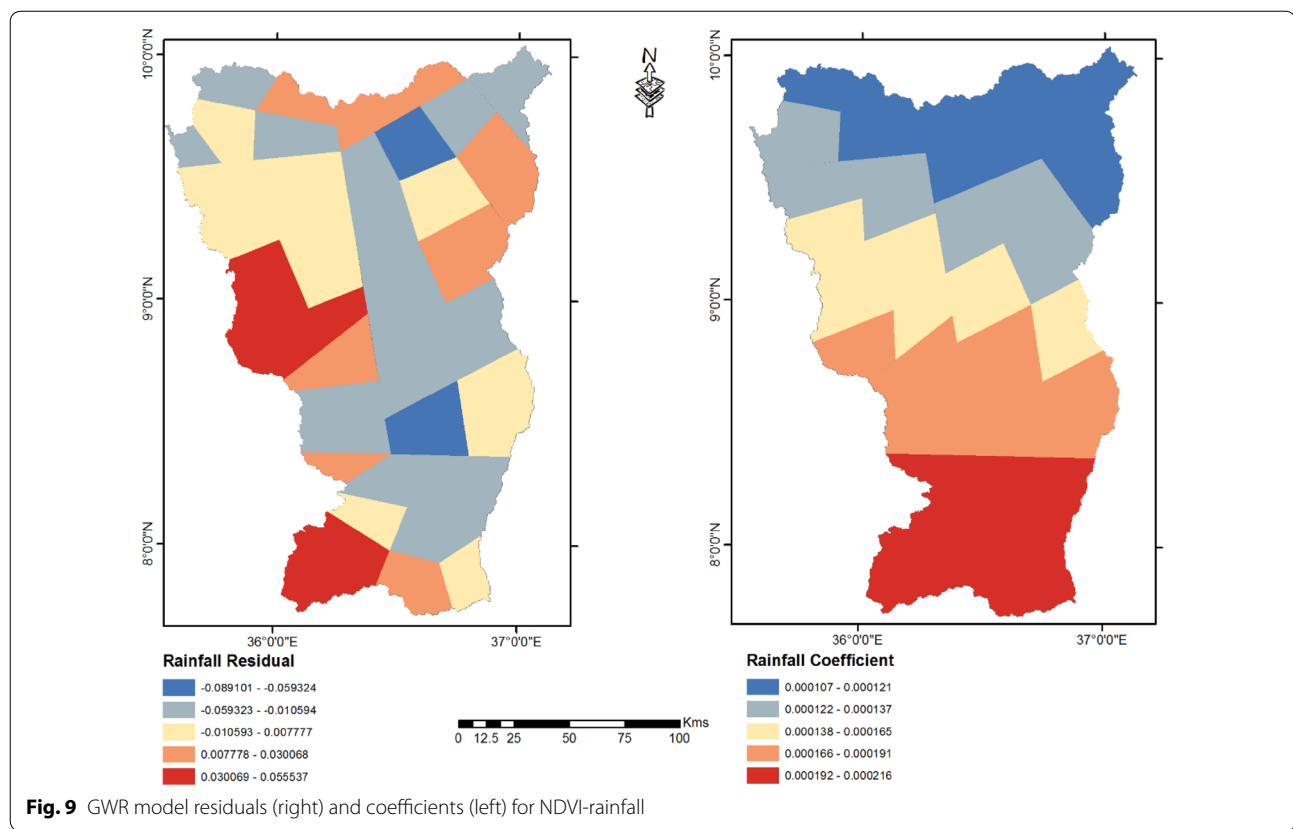 N
10°0'0"N
9°0'0"N
8°0'0"N
36°0'0"E
37°0'0"E
10°0'0"N
9°0'0"N
8°0'0"N
36°0'0"E
37°0'0"E
Rainfall Residual
-0.089101 - -0.059324
-0.059323 - -0.010594
-0.010593 - 0.007777
0.007778 - 0.030068
0.030069 - 0.055537
Kms
0 12.5 25 50 75 100
Rainfall Coefficient
0.000107 - 0.000121
0.000122 - 0.000137
0.000138 - 0.000165
0.000166 - 0.000191
0.000192 - 0.000216
Fig. 9 GWR model residuals (right) and coefficients (left) for NDVI-rainfall